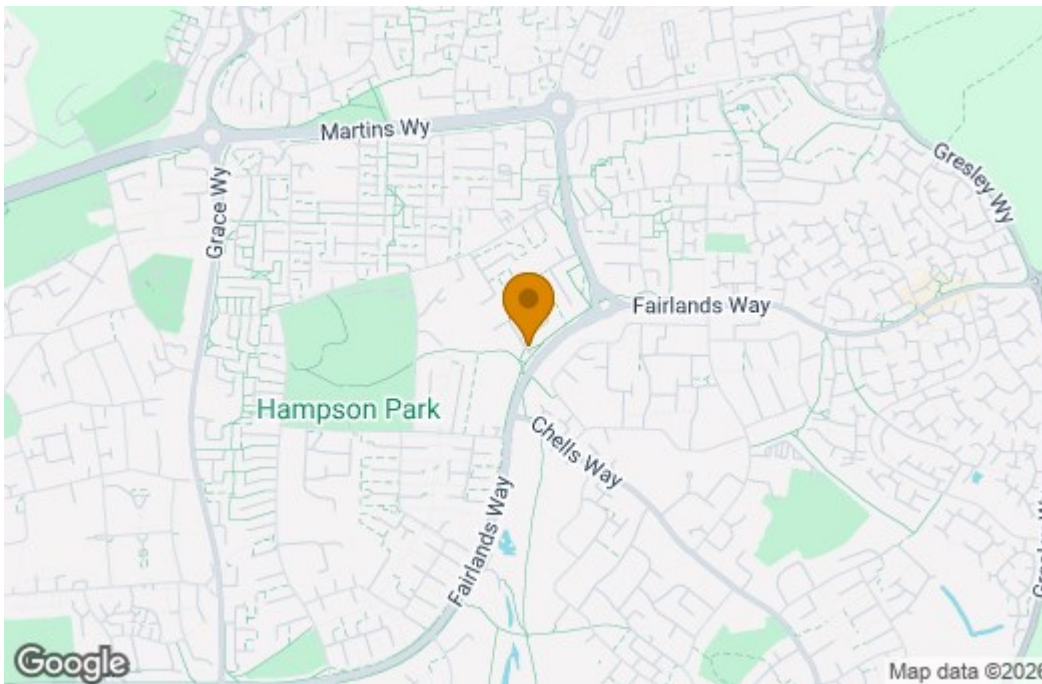 Martins Wy
Grace Wy
Gresley Wy
Fairlands Way
Hampson Park
Chells Way
Fairlands Way
Google
Map data ©2026